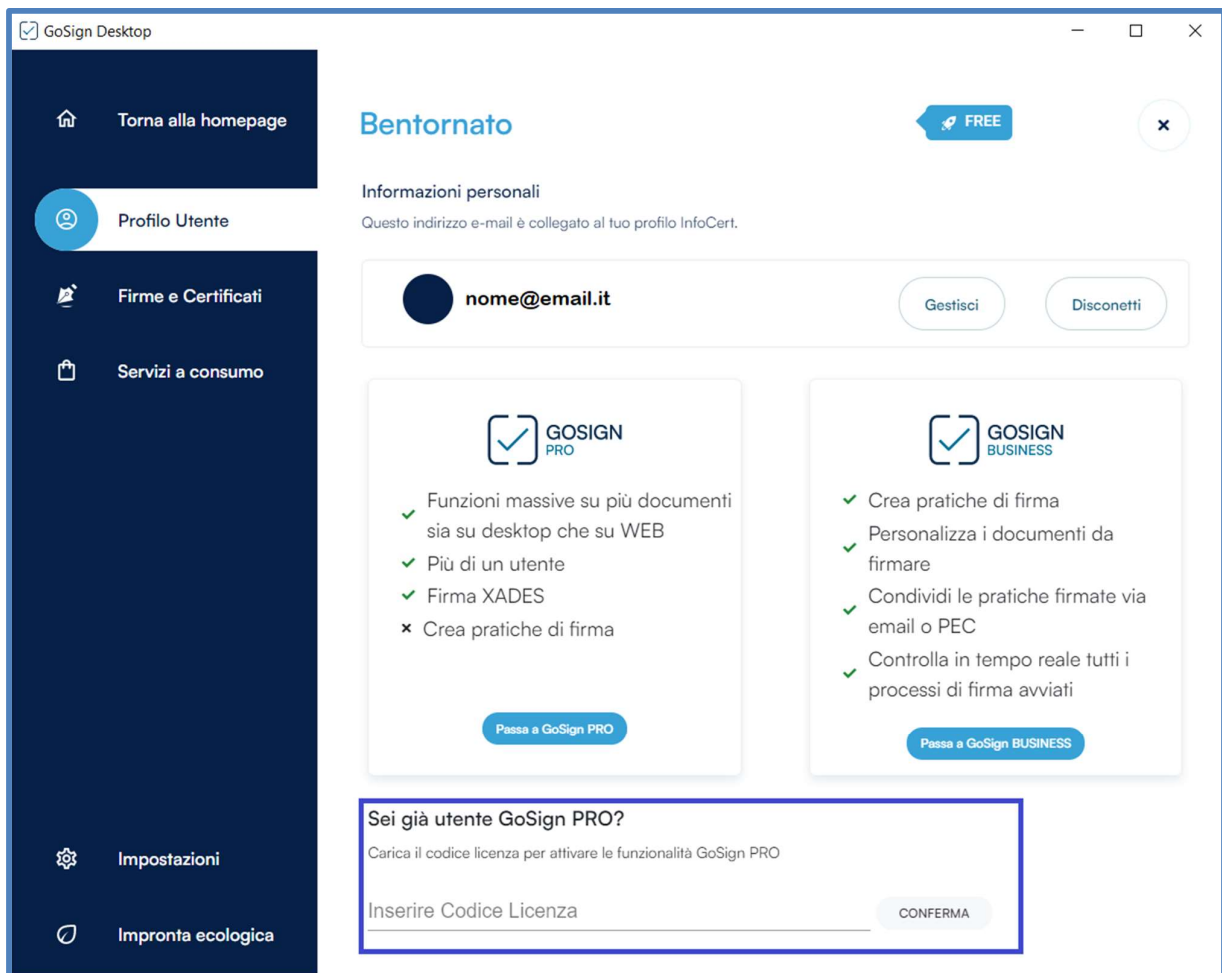 GoSign Desktop
Torna alla homepage
Profilo Utente
Firme e Certificati
Servizi a consumo
Impostazioni
Impronta ecologica
Bentornato
FREE
Informazioni personali
Questo indirizzo e-mail è collegato al tuo profilo InfoCert.
nome@email.it
Gestisci
Disconetti
GOSIGN
PRO
Funzioni massive su più documenti
sia su desktop che su WEB
Più di un utente
Firma XADES
Crea pratiche di firma
Passa a GoSign PRO
GOSIGN
BUSINESS
Crea pratiche di firma
Personalizza i documenti da
firmare
Condividi le pratiche firmate via
email o PEC
Controlla in tempo reale tutti i
processi di firma avviati
Passa a GoSign BUSINESS
Sei già utente GoSign PRO?
Carica il codice licenza per attivare le funzionalità GoSign PRO
Inserire Codice Licenza
CONFERMA